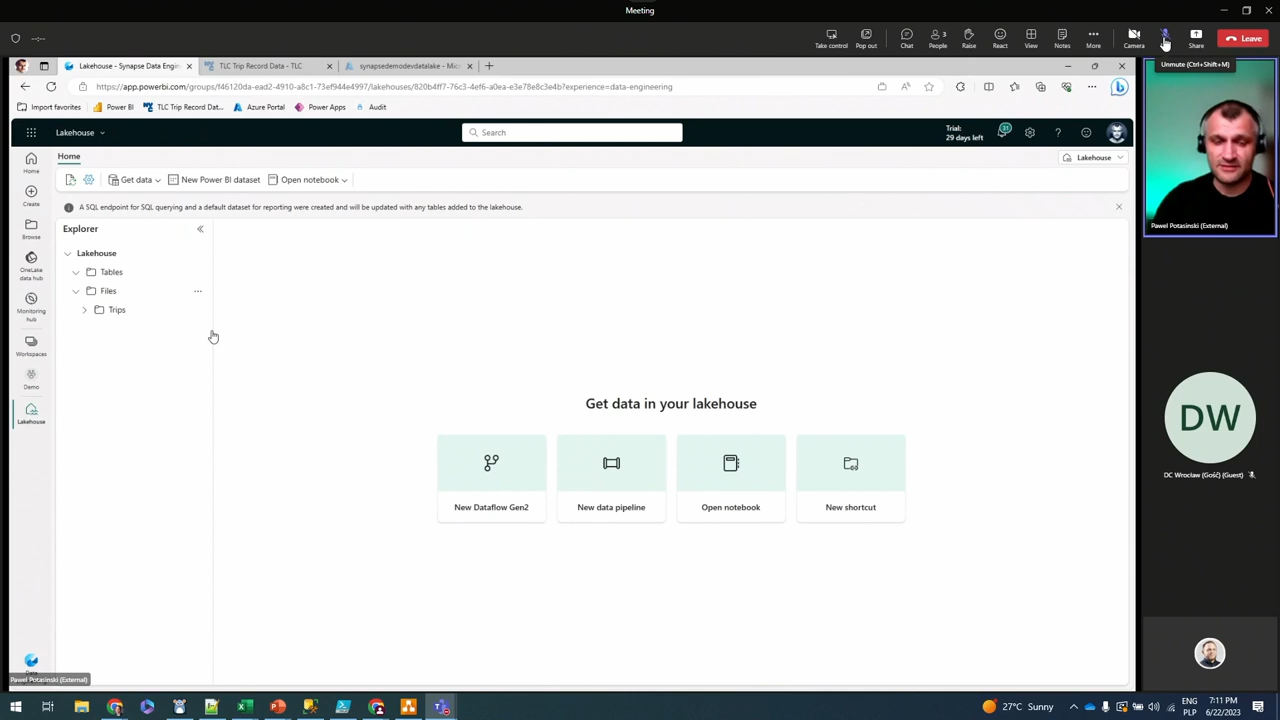 Meeting
--:--
Take control
Pop out
Chat
3
People
Raise
React
View
Notes
More
Camera
Share
Leave
Unmute (Ctrl+Shift+M)
Lakehouse - Synapse Data Engin
TLC Trip Record Data - TLC
synapsedemodevdatalake - Micr
https://app.powerbi.com/groups/f46120da-ead2-4910-a8c1-73ef944e4997/lakehouses/820b4ff7-76c3-4ef6-a0ea-e3e78e8c3e4b?experience=data-engineering
Import favorites
Power BI
TLC Trip Record Dat...
Azure Portal
Power Apps
Audit
Lakehouse
Search
Trial:
29 days left
31
Home
Lakehouse
Get data
New Power BI dataset
Open notebook
A SQL endpoint for SQL querying and a default dataset for reporting were created and will be updated with any tables added to the lakehouse.
Home
Create
Browse
OneLake
data hub
Monitoring
hub
Workspaces
Demo
Lakehouse
Explorer
Lakehouse
Tables
Files
...
Trips
Get data in your lakehouse
New Dataflow Gen2
New data pipeline
Open notebook
New shortcut
Pawel Potasinski (External)
DW
DC Wrocław (Gość) (Guest)
Pawel Potasinski (External)
27°C Sunny
ENG
PLP
7:11 PM
6/22/2023